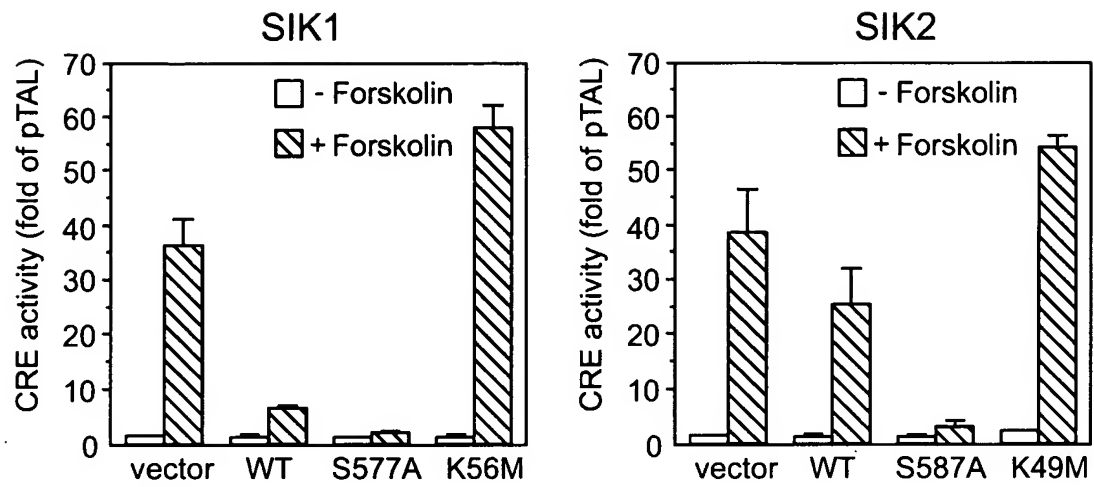 SIK1
CRE activity (fold of pTAL)
70
60
50
40
30
20
10
0
- Forskolin
+ Forskolin
vector WT S577A K56M
SIK2
CRE activity (fold of pTAL)
70
60
50
40
30
20
10
0
- Forskolin
+ Forskolin
vector WT S587A K49M